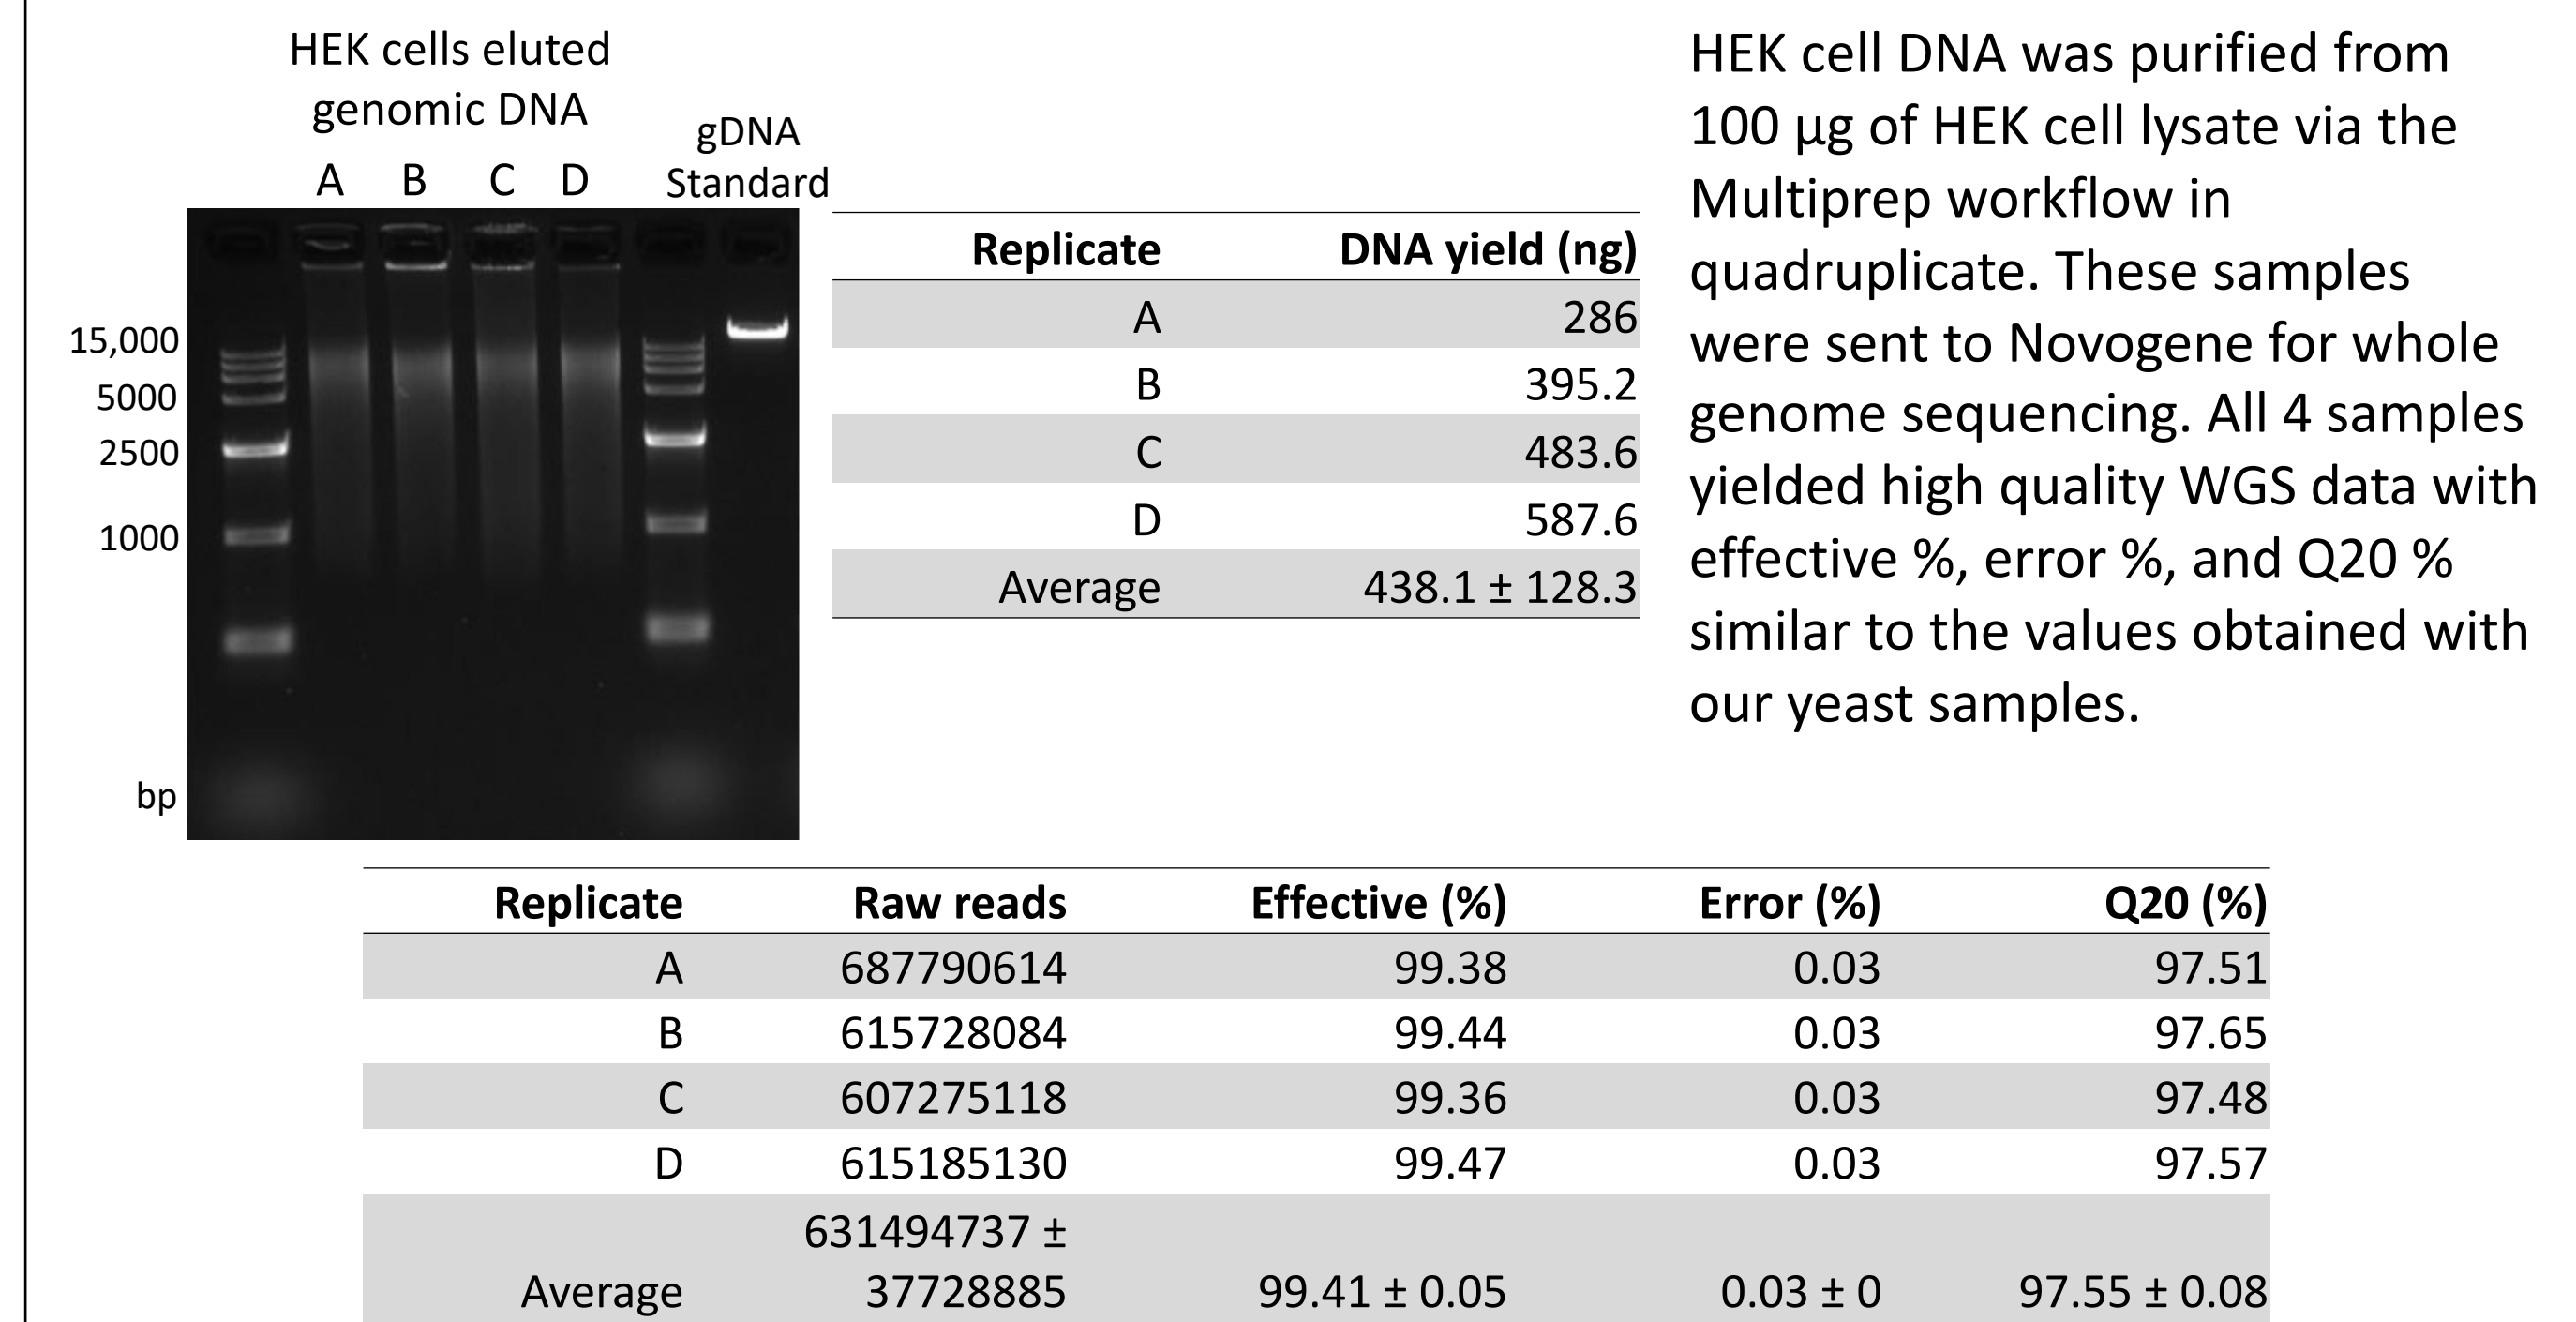 HEK cells eluted
genomic DNA
A B C D
gDNA
Standard
15,000
5000
2500
1000
bp
Replicate DNA yield (ng)
A 286
B 395.2
C 483.6
D 587.6
Average 438.1 ± 128.3
HEK cell DNA was purified from
100 µg of HEK cell lysate via the
Multiprep workflow in
quadruplicate. These samples
were sent to Novogene for whole
genome sequencing. All 4 samples
yielded high quality WGS data with
effective %, error %, and Q20 %
similar to the values obtained with
our yeast samples.
Replicate Raw reads Effective (%) Error (%) Q20 (%)
A 687790614 99.38 0.03 97.51
B 615728084 99.44 0.03 97.65
C 607275118 99.36 0.03 97.48
D 615185130 99.47 0.03 97.57
631494737 ±
Average 37728885 99.41 ± 0.05 0.03 ± 0 97.55 ± 0.08